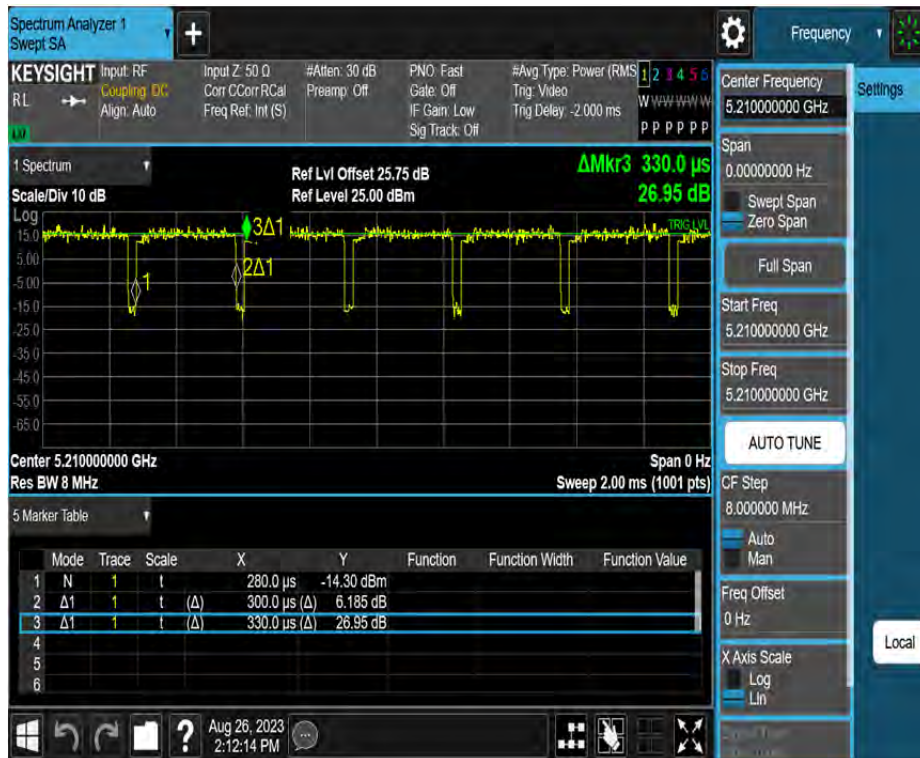 Spectrum Analyzer 1
Swept SA
Frequency
KEYSIGHT Input: RF Input Z: 50 Ω #Atten: 30 dB PNO: Fast #Avg Type: Power (RMS 1 2 3 4 5 6
RL Coupling: DC Corr CCorr RCal Preamp: Off Gate: Off Trig: Video W W W W W W
Align: Auto Freq Ref: Int (S) IF Gain: Low Trig Delay: -2.000 ms
Sig Track: Off P P P P P P
1 Spectrum
Scale/Div 10 dB
Ref Lvl Offset 25.75 dB
Ref Level 25.00 dBm
ΔMkr3 330.0 µs
26.95 dB
Log
15.0
5.00
-5.00
-15.0
-25.0
-35.0
-45.0
-55.0
-65.0
3Δ1
2Δ1
1
TRIG LVL
Center 5.210000000 GHz Span 0 Hz
Res BW 8 MHz Sweep 2.00 ms (1001 pts)
5 Marker Table
Mode Trace Scale X Y Function Function Width Function Value
1 N 1 t 280.0 µs -14.30 dBm
2 Δ1 1 t (Δ) 300.0 µs (Δ) 6.185 dB
3 Δ1 1 t (Δ) 330.0 µs (Δ) 26.95 dB
4
5
6
Aug 26, 2023
2:12:14 PM
Center Frequency
5.210000000 GHz
Span
0.00000000 Hz
Swept Span
Zero Span
Full Span
Start Freq
5.210000000 GHz
Stop Freq
5.210000000 GHz
AUTO TUNE
CF Step
8.000000 MHz
Auto
Man
Freq Offset
0 Hz
X Axis Scale
Log
Lin
Settings
Local